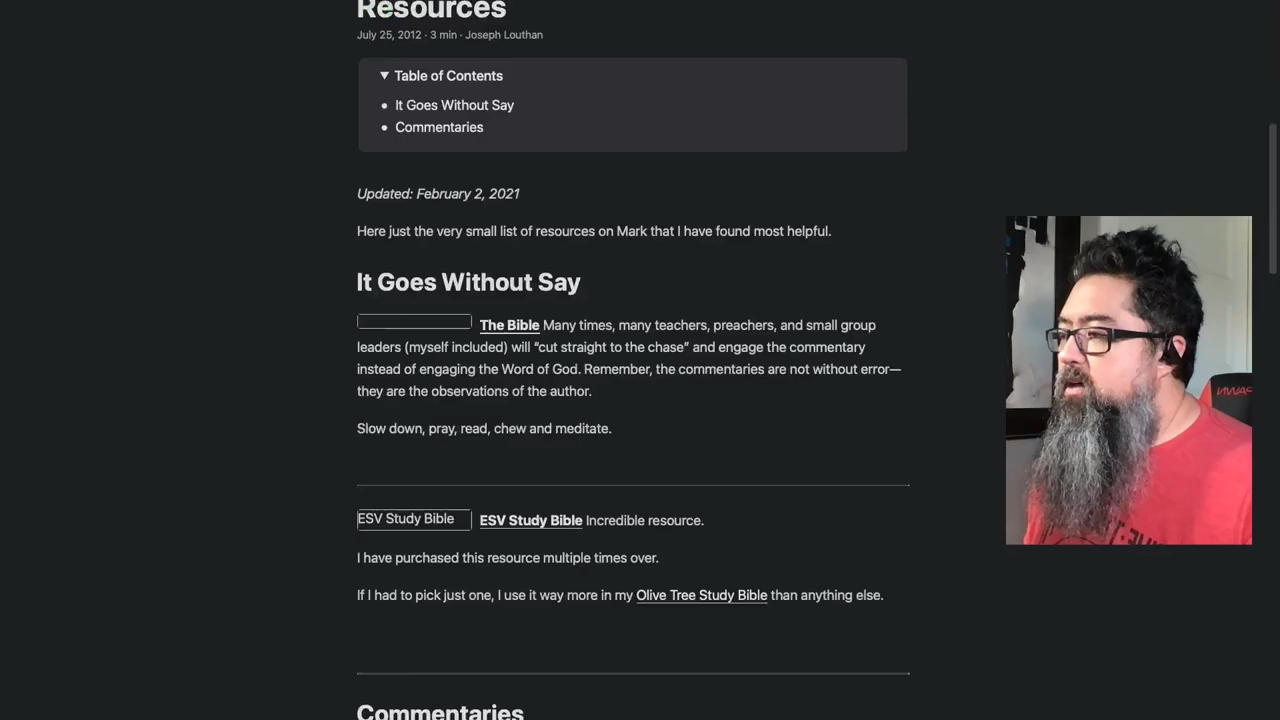 Resources
July 25, 2012 · 3 min · Joseph Louthan
▼ Table of Contents
• It Goes Without Say
• Commentaries
Updated: February 2, 2021
Here just the very small list of resources on Mark that I have found most helpful.
It Goes Without Say
The Bible Many times, many teachers, preachers, and small group
leaders (myself included) will “cut straight to the chase” and engage the commentary
instead of engaging the Word of God. Remember, the commentaries are not without error—
they are the observations of the author.
Slow down, pray, read, chew and meditate.
ESV Study Bible ESV Study Bible Incredible resource.
I have purchased this resource multiple times over.
If I had to pick just one, I use it way more in my Olive Tree Study Bible than anything else.
Commentaries